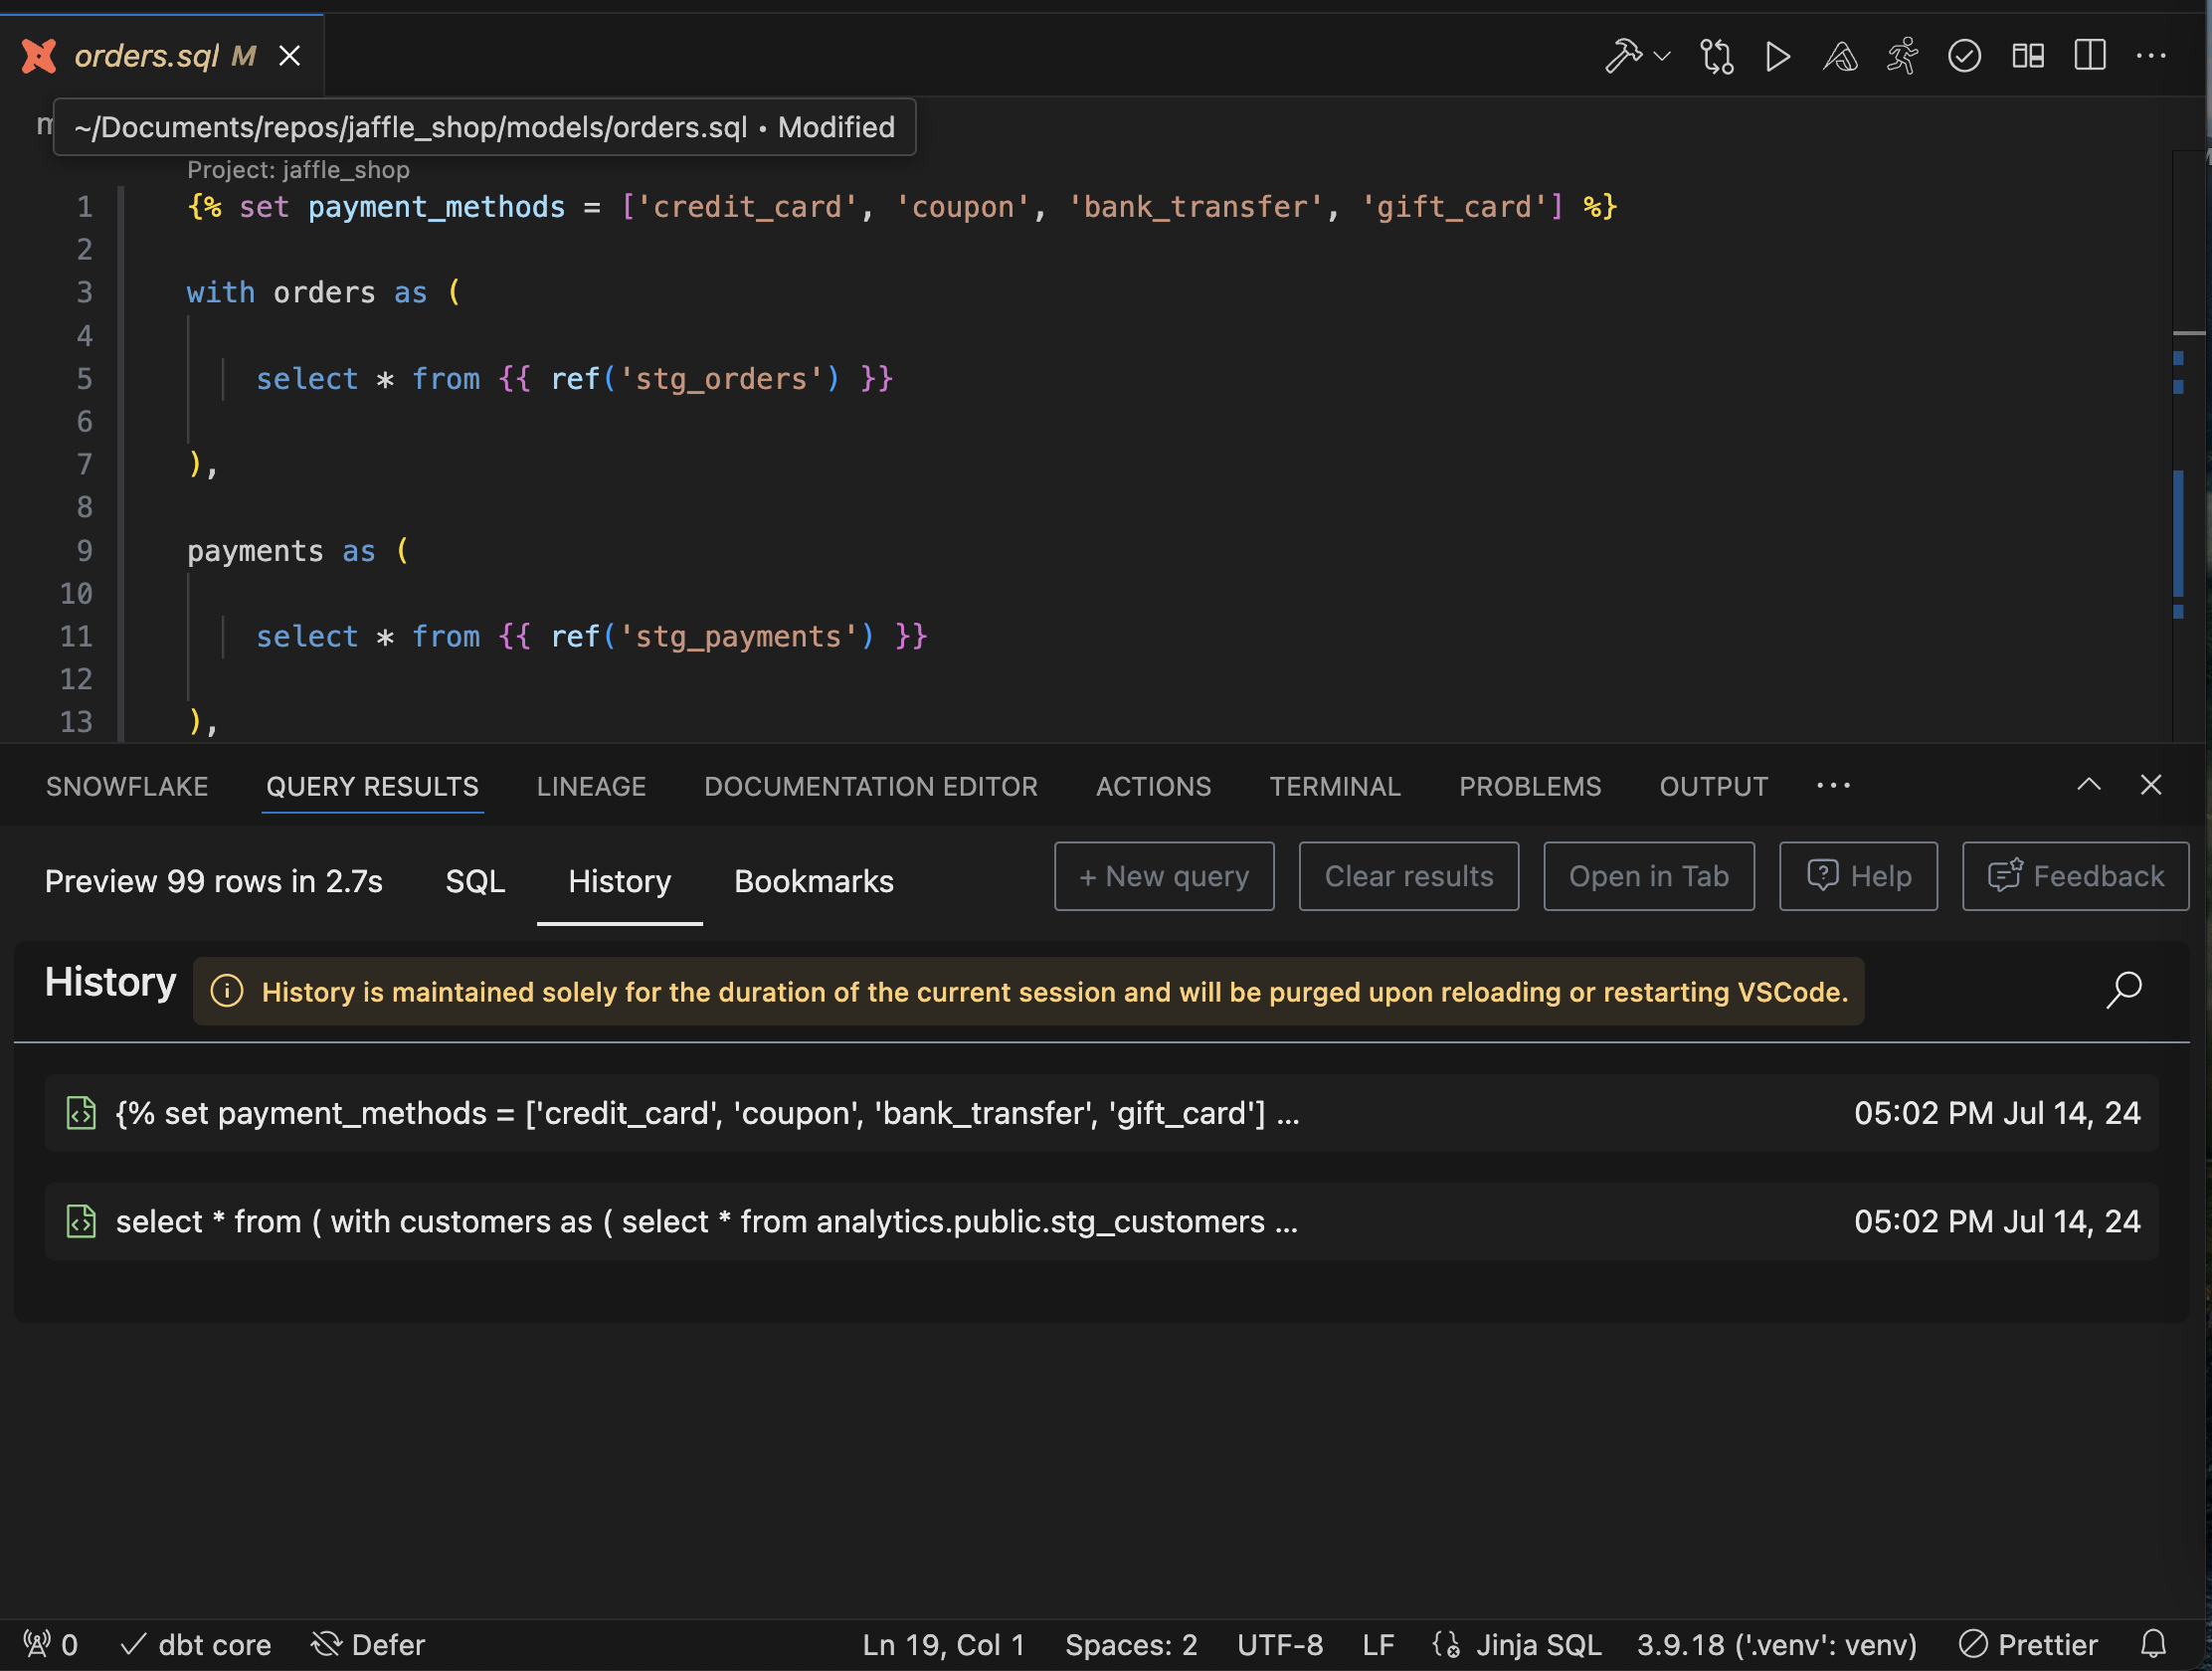 orders.sql M
~/Documents/repos/jaffle_shop/models/orders.sql • Modified
Project: jaffle_shop
1 {% set payment_methods = ['credit_card', 'coupon', 'bank_transfer', 'gift_card'] %}
2
3 with orders as (
4
5 select * from {{ ref('stg_orders') }}
6
7 ),
8
9 payments as (
10
11 select * from {{ ref('stg_payments') }}
12
13 ),
SNOWFLAKE QUERY RESULTS LINEAGE DOCUMENTATION EDITOR ACTIONS TERMINAL PROBLEMS OUTPUT ...
Preview 99 rows in 2.7s SQL History Bookmarks + New query Clear results Open in Tab Help Feedback
History History is maintained solely for the duration of the current session and will be purged upon reloading or restarting VSCode.
{% set payment_methods = ['credit_card', 'coupon', 'bank_transfer', 'gift_card'] ... 05:02 PM Jul 14, 24
select * from ( with customers as ( select * from analytics.public.stg_customers ... 05:02 PM Jul 14, 24
0 dbt core Defer Ln 19, Col 1 Spaces: 2 UTF-8 LF Jinja SQL 3.9.18 ('.venv': venv) Prettier